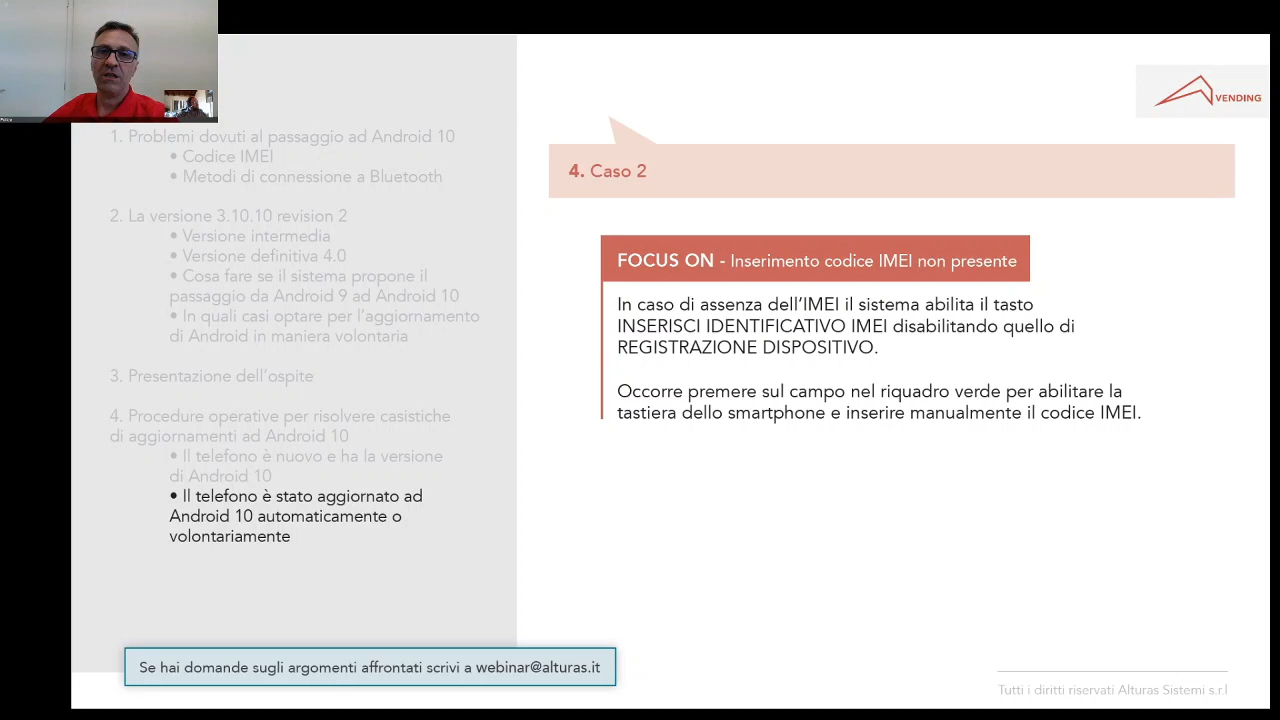 VENDING
1. Problemi dovuti al passaggio ad Android 10
• Codice IMEI
• Metodi di connessione a Bluetooth
2. La versione 3.10.10 revision 2
• Versione intermedia
• Versione definitiva 4.0
• Cosa fare se il sistema propone il
passaggio da Android 9 ad Android 10
• In quali casi optare per l'aggiornamento
di Android in maniera volontaria
3. Presentazione dell'ospite
4. Procedure operative per risolvere casistiche
di aggiornamenti ad Android 10
• Il telefono è nuovo e ha la versione
di Android 10
• Il telefono è stato aggiornato ad
Android 10 automaticamente o
volontariamente
4. Caso 2
FOCUS ON - Inserimento codice IMEI non presente
In caso di assenza dell'IMEI il sistema abilita il tasto
INSERISCI IDENTIFICATIVO IMEI disabilitando quello di
REGISTRAZIONE DISPOSITIVO.
Occorre premere sul campo nel riquadro verde per abilitare la
tastiera dello smartphone e inserire manualmente il codice IMEI.
Se hai domande sugli argomenti affrontati scrivi a webinar@alturas.it
Tutti i diritti riservati Alturas Sistemi s.r.l